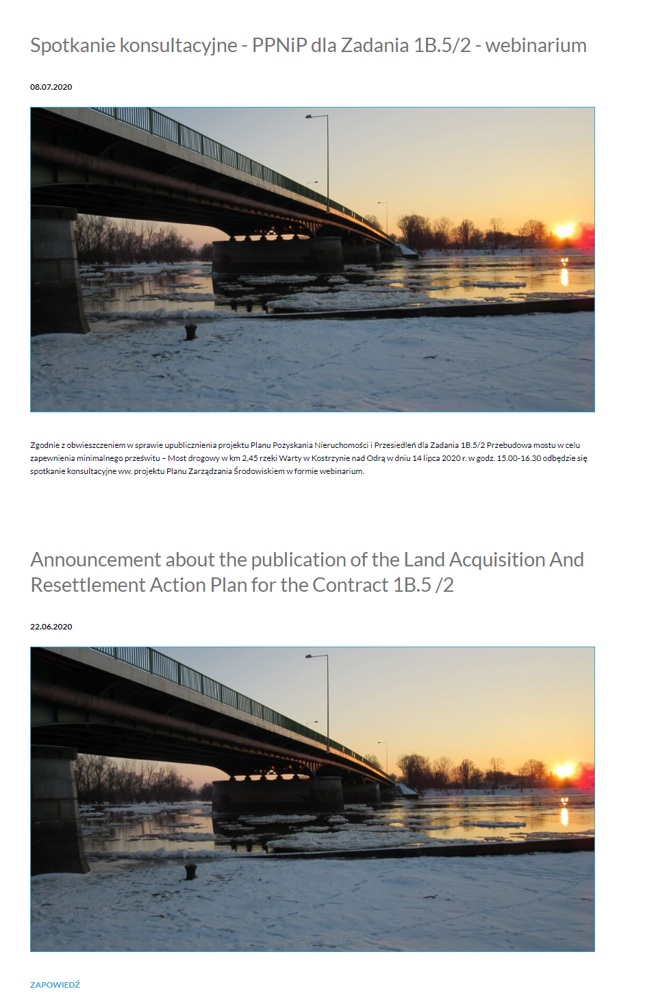 Spotkanie konsultacyjne - PPNiP dla Zadania 1B.5/2 - webinarium
08.07.2020
Zgodnie z obwieszczeniem w sprawie upublicznienia projektu Planu Pozyskania Nieruchomości i Przesiedleń dla Zadania 1B.5/2 Przebudowa mostu w celu
zapewnienia minimalnego prześwitu – Most drogowy w km 2,45 rzeki Warty w Kostrzynie nad Odrą w dniu 14 lipca 2020 r. w godz. 15.00-16.30 odbędzie się
spotkanie konsultacyjne ww. projektu Planu Zarządzania Środowiskiem w formie webinarium.
Announcement about the publication of the Land Acquisition And
Resettlement Action Plan for the Contract 1B.5 /2
22.06.2020
ZAPOWIEDŹ